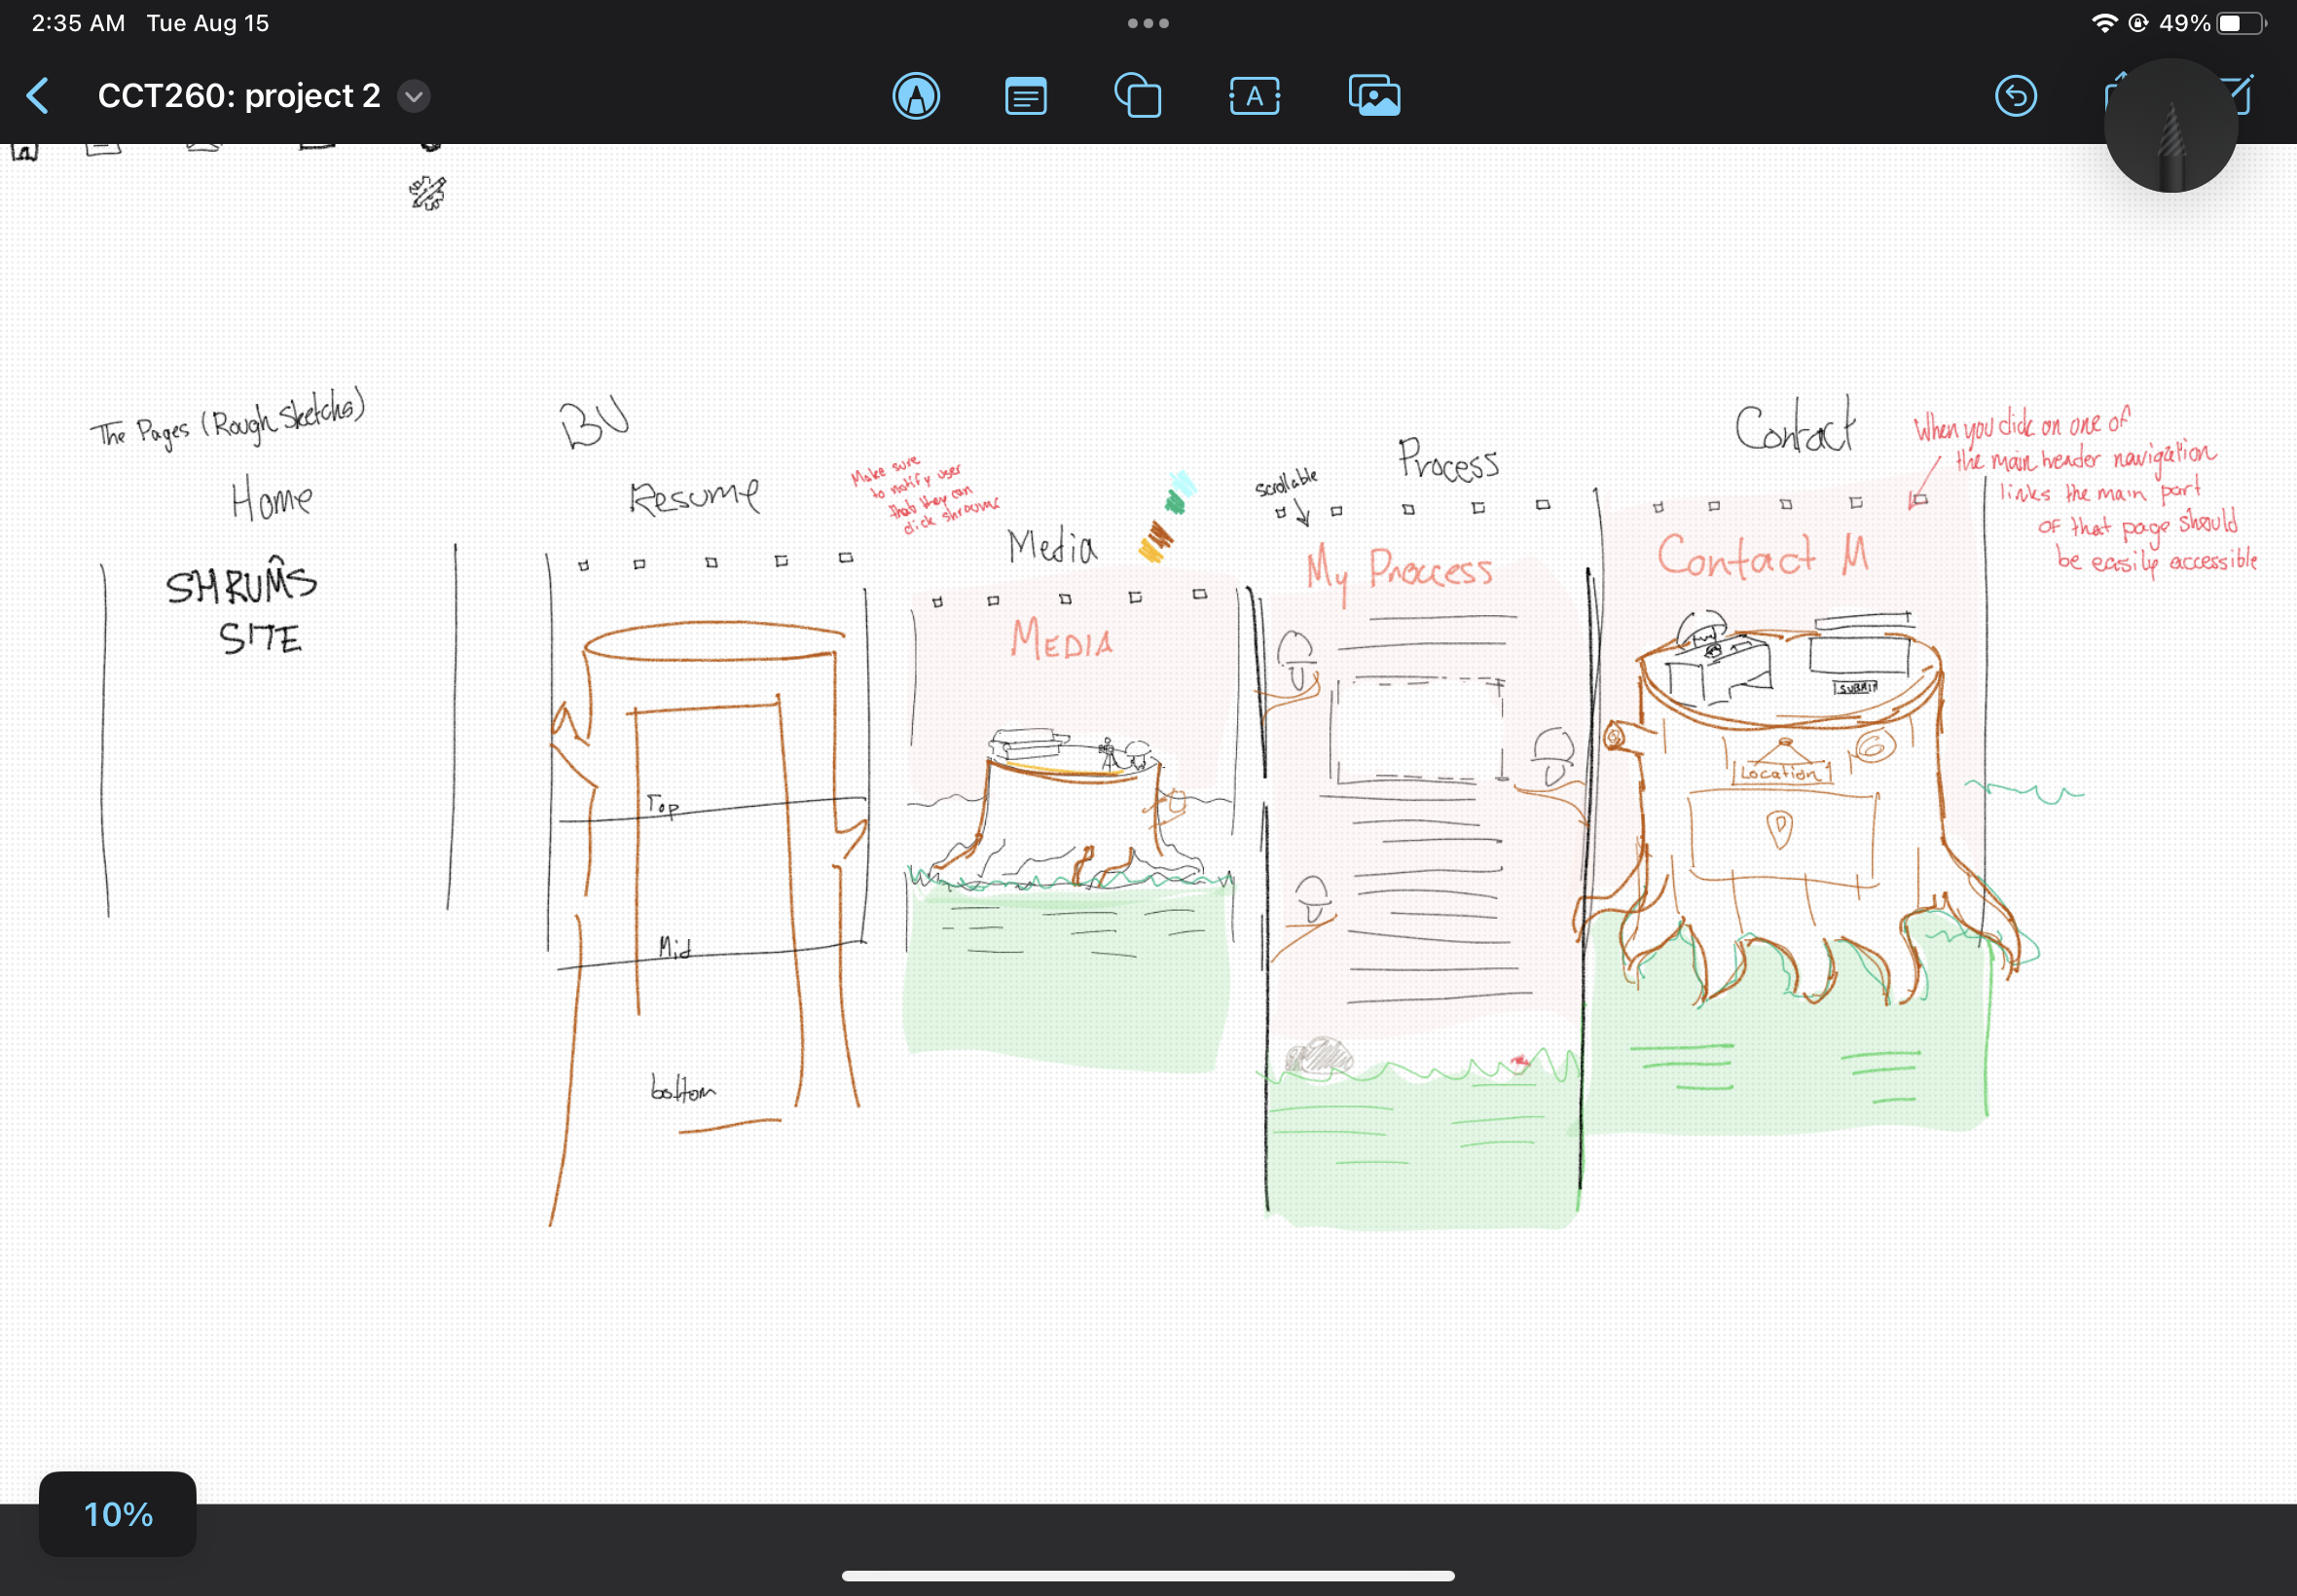 2:35 AM Tue Aug 15
49%
CCT260: project 2
A
The Pages (Rough Sketchs)
Home
SHRUMS
SITE
BU
Resume
Top
Mid
bottom
Make sure
to notify user
that they can
click shrooms
Media
MEDIA
scrollable
Process
My Proccess
Contact
Contact M
SUBMIT
Location
When you click on one of
the main header navigation
links the main part
of that page should
be easily accessible
10%